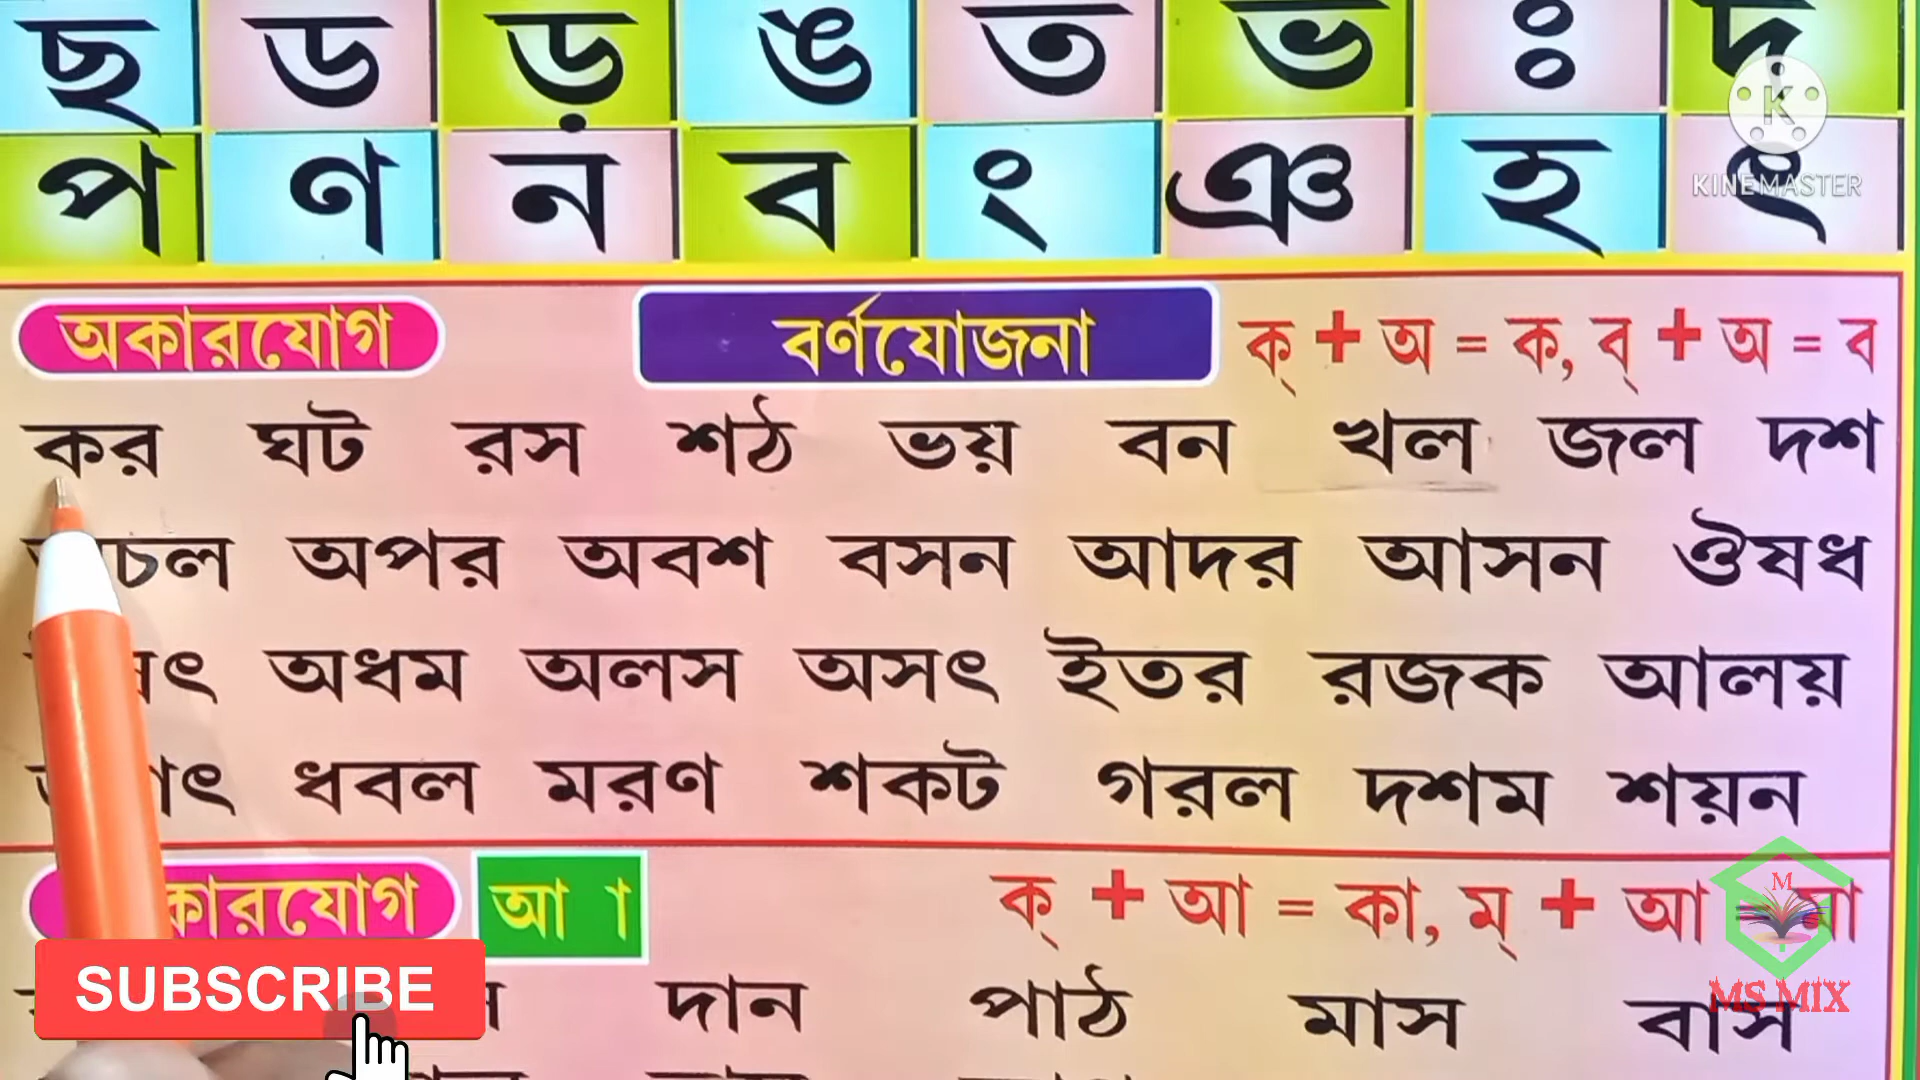 ছ ড ড় ঙ ত ভ ঃ দ
প ণ ন ব ং ঞ হ ৎ
KINEMASTER
অকারযোগ বর্ণযোজনা ক্ + অ = ক, ব্ + অ = ব
কর ঘট রস শঠ ভয় বন খল জল দশ
চল অপর অবশ বসন আদর আসন ঔষধ
অধম অলস অসৎ ইতর রজক আলয়
ধবল মরণ শকট গরল দশম শয়ন
কারযোগ আ া ক্ + আ = কা, ম্ + আ = মা
SUBSCRIBE দান পাঠ মাস বাস
M
MS MIX